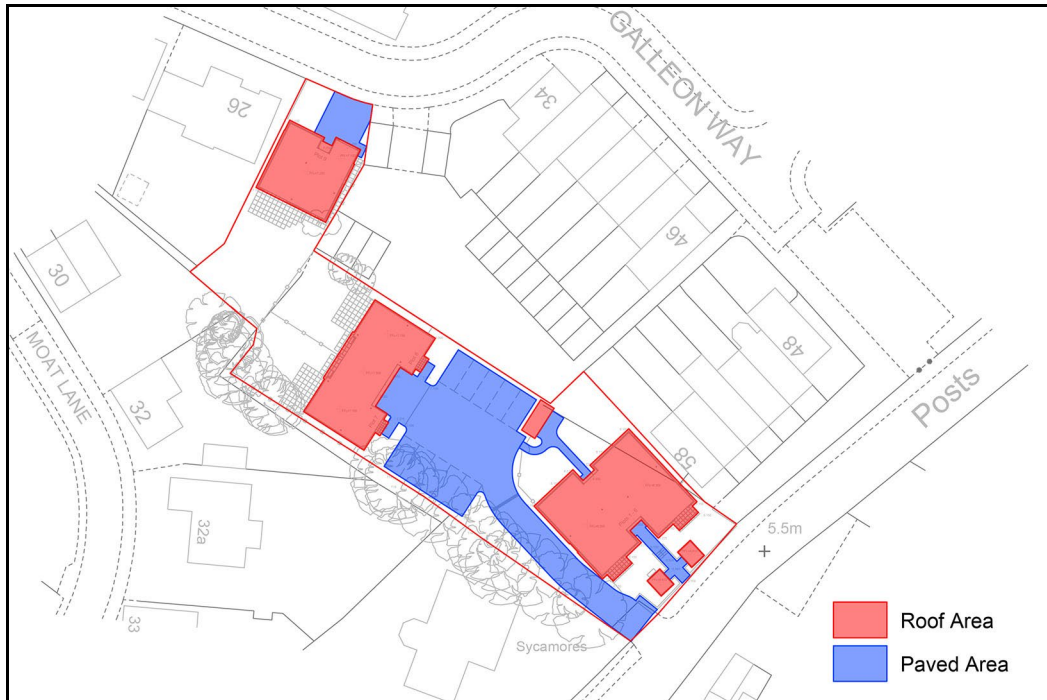 GALLEON WAY
34
26
46
30
48
MOAT LANE
Posts
32
58
5.5m
32a
33
Roof Area
Sycamores
Paved Area